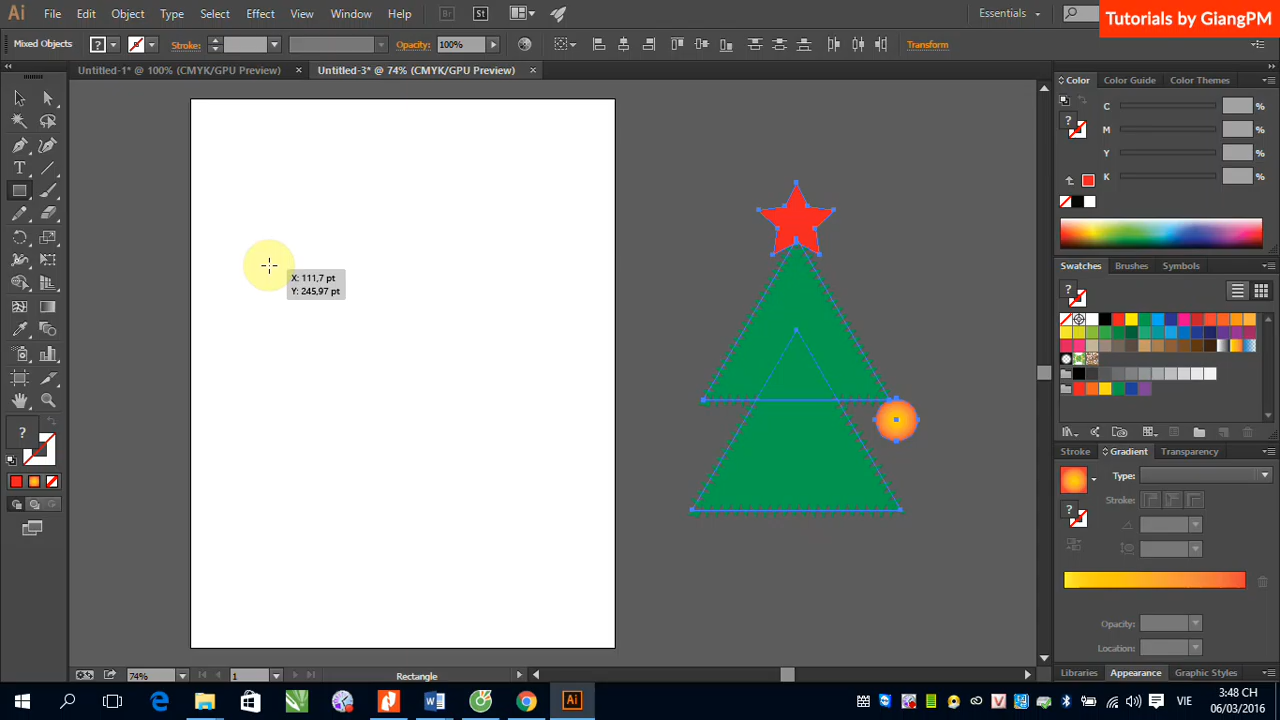 Ai File Edit Object Type Select Effect View Window Help Br St Essentials Tutorials by GiangPM
Mixed Objects ? Stroke: Opacity: 100% Transform
Untitled-1* @ 100% (CMYK/GPU Preview) × Untitled-3* @ 74% (CMYK/GPU Preview) ×
Color Color Guide Color Themes
C %
? M %
Y %
K %
Swatches Brushes Symbols
?
X: 111,7 pt
Y: 245,97 pt
?
Stroke Gradient Transparency
Type:
Stroke:
?
Opacity:
Location:
74% 1 Rectangle
Libraries Appearance Graphic Styles
VIE 3:48 CH
06/03/2016